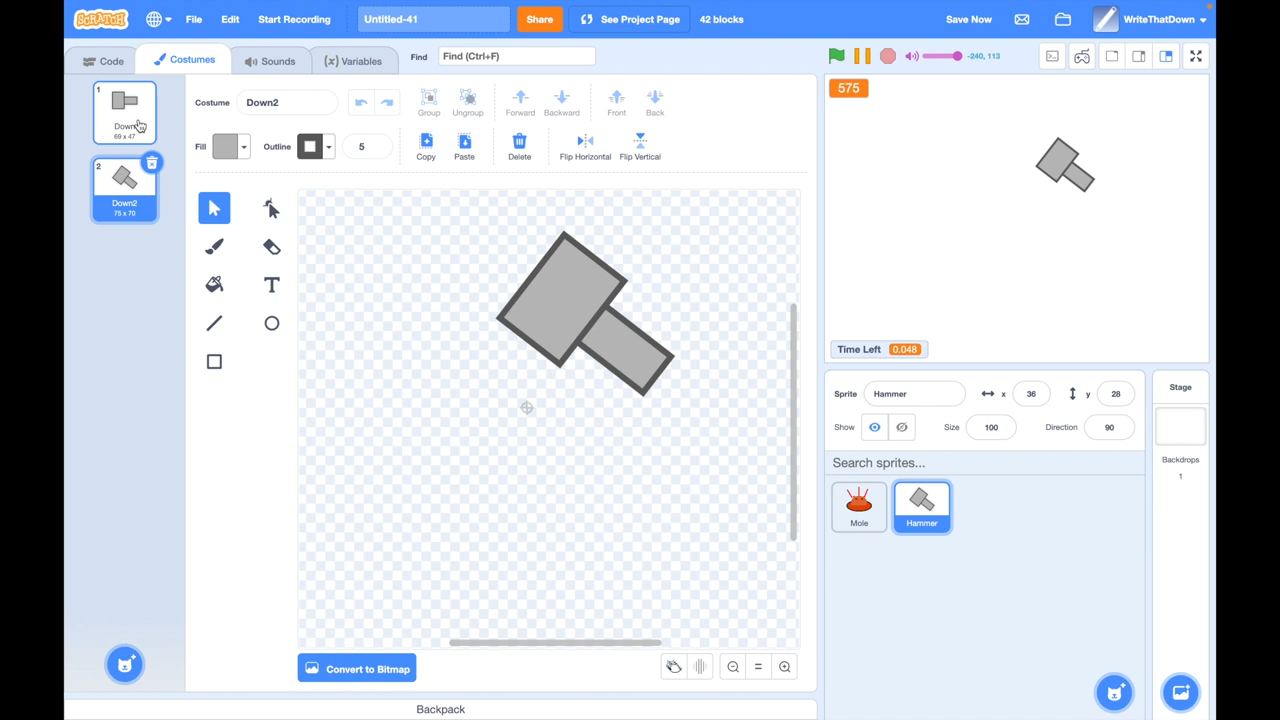 SCRATCH File Edit Start Recording Untitled-41 Share See Project Page 42 blocks Save Now WriteThatDown
Code Costumes Sounds (x) Variables Find Find (Ctrl+F) -240, 113
1
Down
69 x 47
2
Down2
75 x 70
Costume Down2 Group Ungroup Forward Backward Front Back
Fill Outline 5 Copy Paste Delete Flip Horizontal Flip Vertical
T
Convert to Bitmap
Backpack
575
Time Left 0.048
Sprite Hammer x 36 y 28
Show Size 100 Direction 90
Search sprites...
Mole Hammer
Stage
Backdrops
1